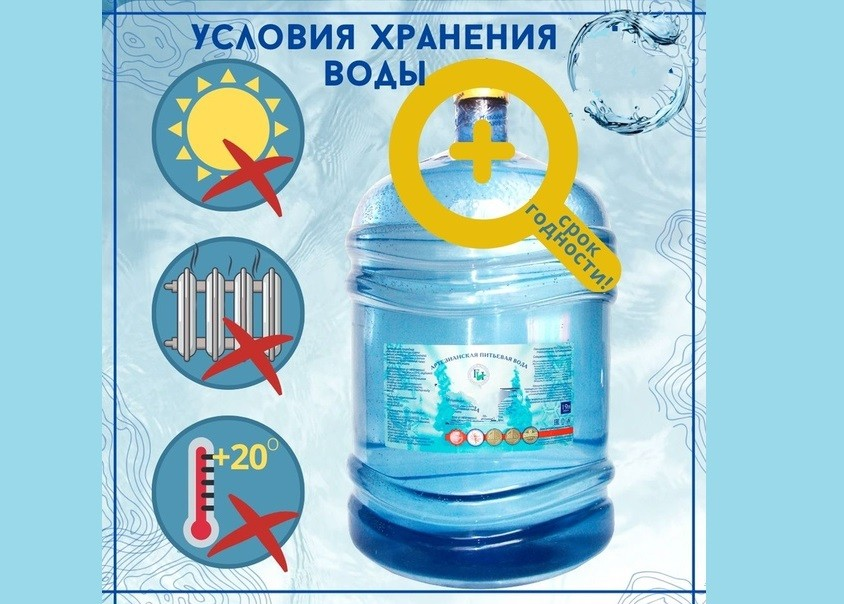 УСЛОВИЯ ХРАНЕНИЯ
ВОДЫ
срок
годности!
АРТЕЗИАНСКАЯ ПИТЬЕВАЯ ВОДА
+20°